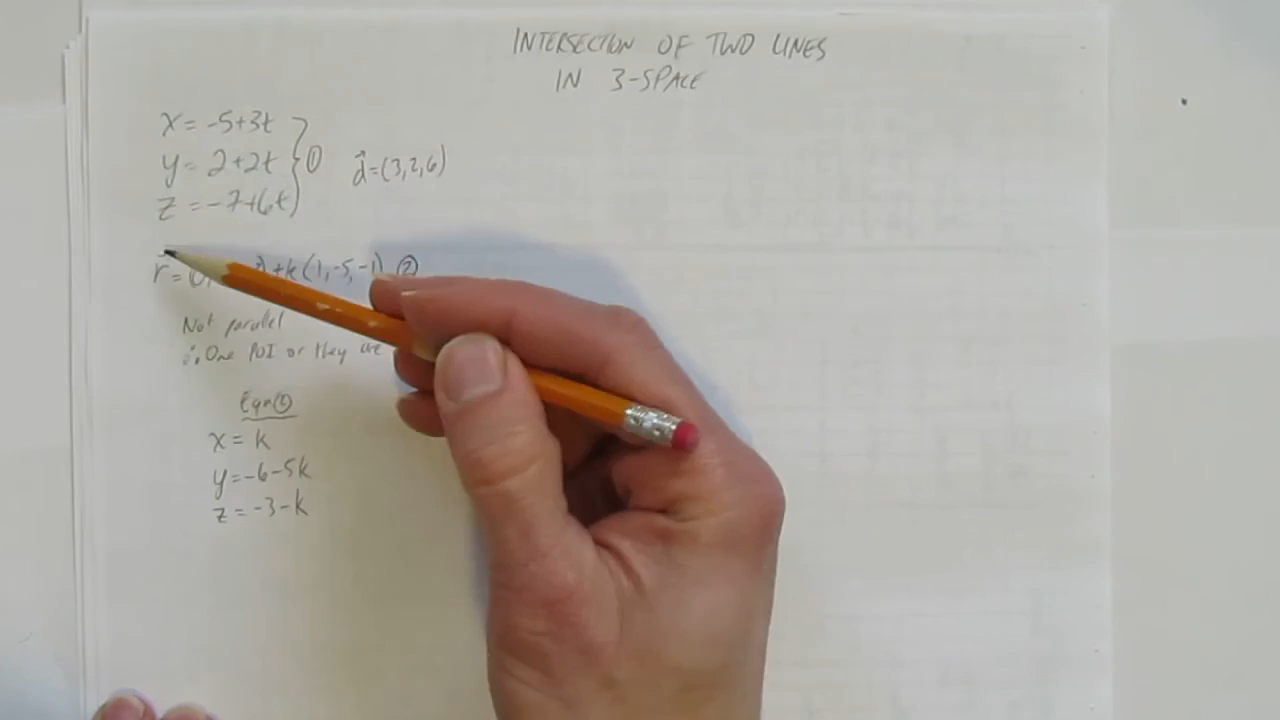 INTERSECTION OF TWO LINES
IN 3-SPACE
x = -5+3t
y = 2+2t } ① d⃗=(3,2,6)
z = -7+6t
r⃗ = (0, +k(1,-5,-1) ②
Not parallel
∴ One POI or they are
Eqn②
x = k
y = -6-5k
z = -3-k